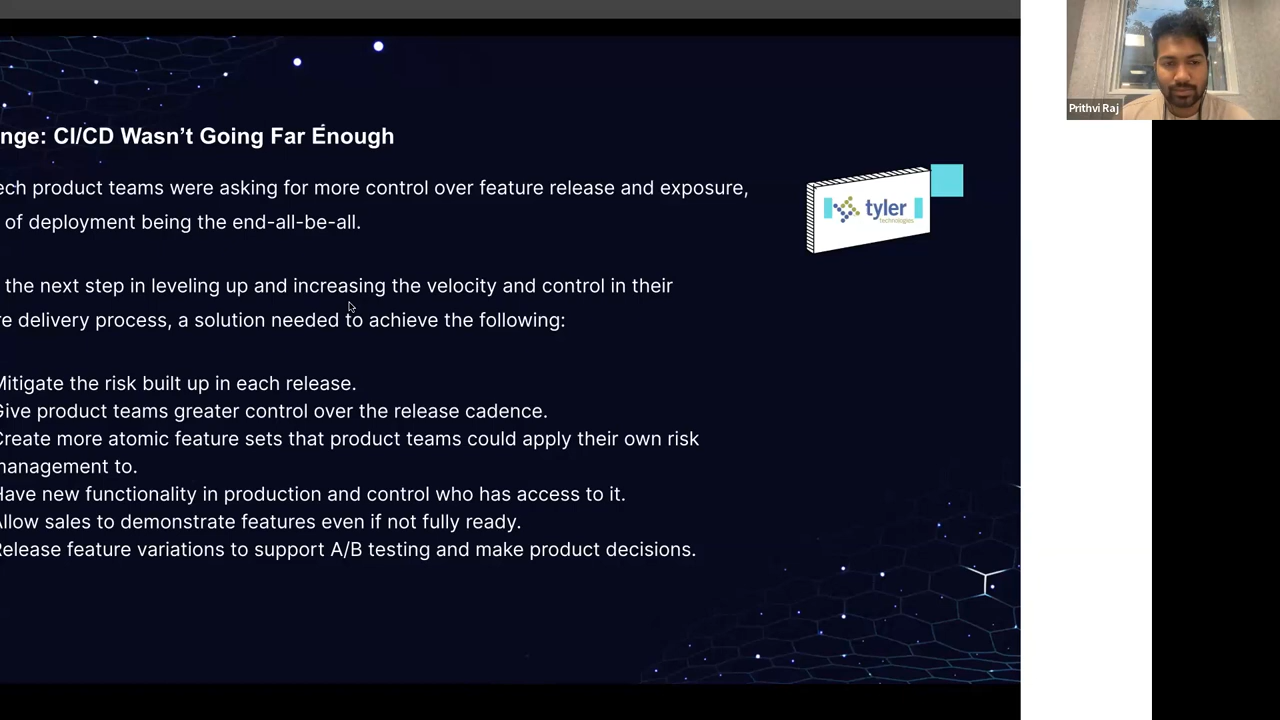 nge: CI/CD Wasn't Going Far Enough
ech product teams were asking for more control over feature release and exposure,
of deployment being the end-all-be-all.
tyler
technologies
the next step in leveling up and increasing the velocity and control in their
re delivery process, a solution needed to achieve the following:
Mitigate the risk built up in each release.
Give product teams greater control over the release cadence.
Create more atomic feature sets that product teams could apply their own risk
management to.
Have new functionality in production and control who has access to it.
Allow sales to demonstrate features even if not fully ready.
Release feature variations to support A/B testing and make product decisions.
Prithvi Raj